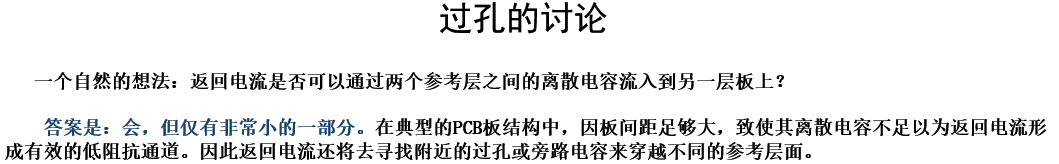 过孔的讨论
一个自然的想法：返回电流是否可以通过两个参考层之间的离散电容流入到另一层板上？
答案是：会，但仅有非常小的一部分。在典型的PCB板结构中，因板间距足够大，致使其离散电容不足以为返回电流形
成有效的低阻抗通道。因此返回电流还将去寻找附近的过孔或旁路电容来穿越不同的参考层面。